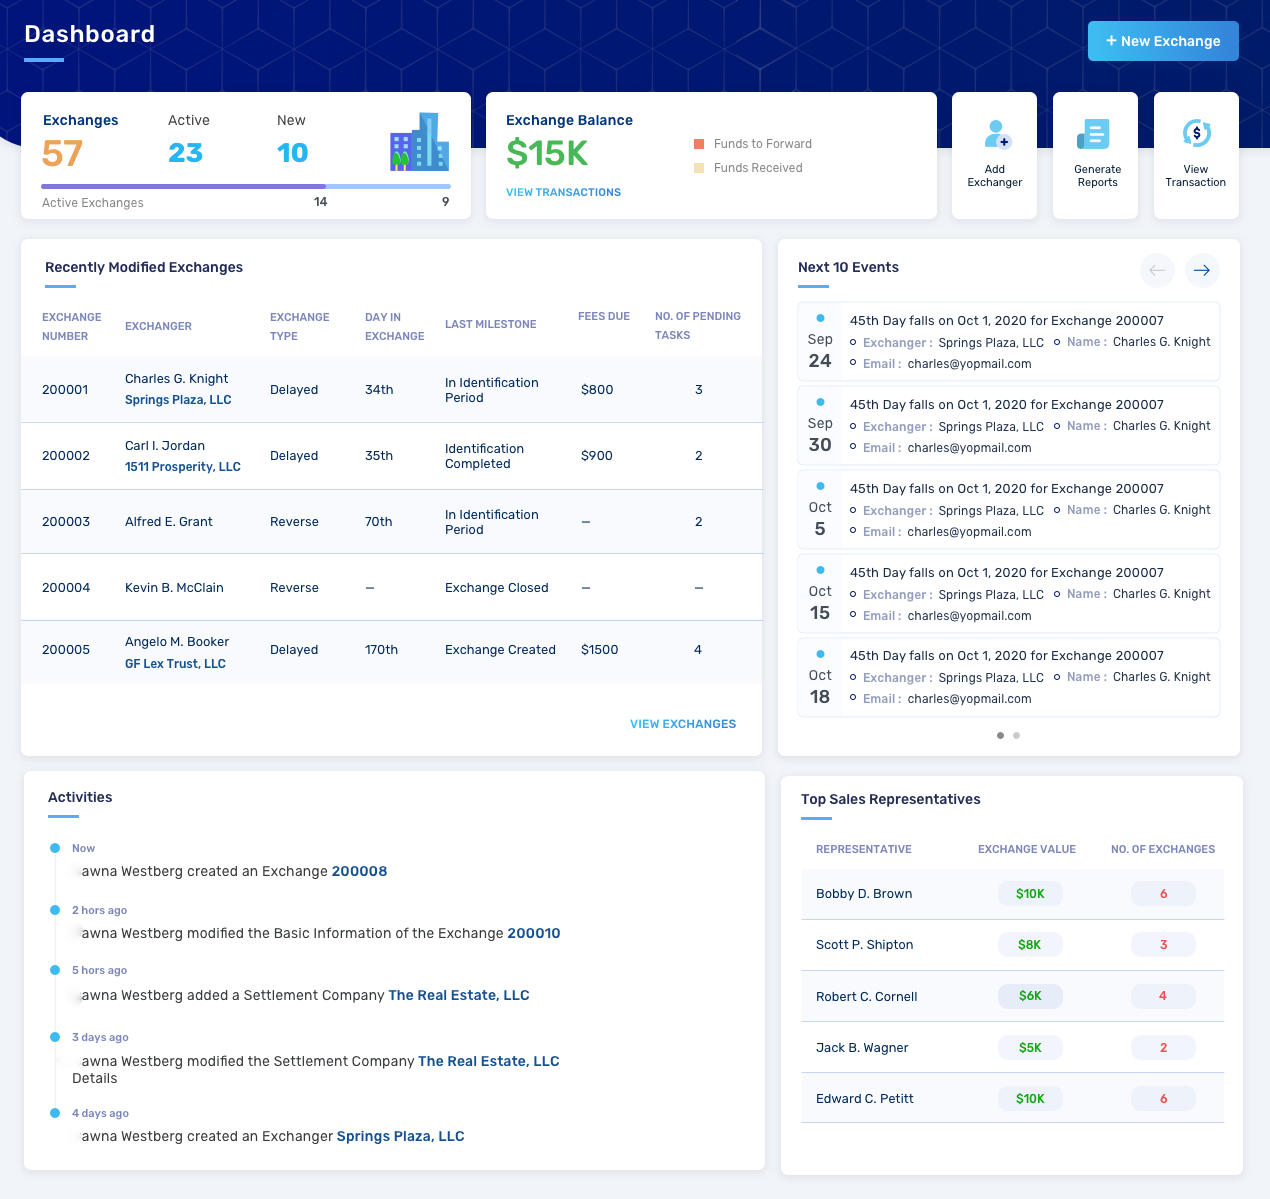 Dashboard
+ New Exchange
Exchanges Active New
57 23 10
Active Exchanges 14 9
Exchange Balance
$15K
VIEW TRANSACTIONS
Funds to Forward
Funds Received
Add
Exchanger
Generate
Reports
View
Transaction
Recently Modified Exchanges
EXCHANGE NUMBER EXCHANGER EXCHANGE TYPE DAY IN EXCHANGE LAST MILESTONE FEES DUE NO. OF PENDING TASKS
200001 Charles G. Knight Springs Plaza, LLC Delayed 34th In Identification Period $800 3
200002 Carl I. Jordan 1511 Prosperity, LLC Delayed 35th Identification Completed $900 2
200003 Alfred E. Grant Reverse 70th In Identification Period – 2
200004 Kevin B. McClain Reverse – Exchange Closed – –
200005 Angelo M. Booker GF Lex Trust, LLC Delayed 170th Exchange Created $1500 4
VIEW EXCHANGES
Next 10 Events
Sep 24
45th Day falls on Oct 1, 2020 for Exchange 200007
Exchanger : Springs Plaza, LLC Name : Charles G. Knight
Email : charles@yopmail.com
Sep 30
45th Day falls on Oct 1, 2020 for Exchange 200007
Exchanger : Springs Plaza, LLC Name : Charles G. Knight
Email : charles@yopmail.com
Oct 5
45th Day falls on Oct 1, 2020 for Exchange 200007
Exchanger : Springs Plaza, LLC Name : Charles G. Knight
Email : charles@yopmail.com
Oct 15
45th Day falls on Oct 1, 2020 for Exchange 200007
Exchanger : Springs Plaza, LLC Name : Charles G. Knight
Email : charles@yopmail.com
Oct 18
45th Day falls on Oct 1, 2020 for Exchange 200007
Exchanger : Springs Plaza, LLC Name : Charles G. Knight
Email : charles@yopmail.com
Activities
Now
awna Westberg created an Exchange 200008
2 hors ago
awna Westberg modified the Basic Information of the Exchange 200010
5 hors ago
awna Westberg added a Settlement Company The Real Estate, LLC
3 days ago
awna Westberg modified the Settlement Company The Real Estate, LLC
Details
4 days ago
awna Westberg created an Exchanger Springs Plaza, LLC
Top Sales Representatives
REPRESENTATIVE EXCHANGE VALUE NO. OF EXCHANGES
Bobby D. Brown $10K 6
Scott P. Shipton $8K 3
Robert C. Cornell $6K 4
Jack B. Wagner $5K 2
Edward C. Petitt $10K 6